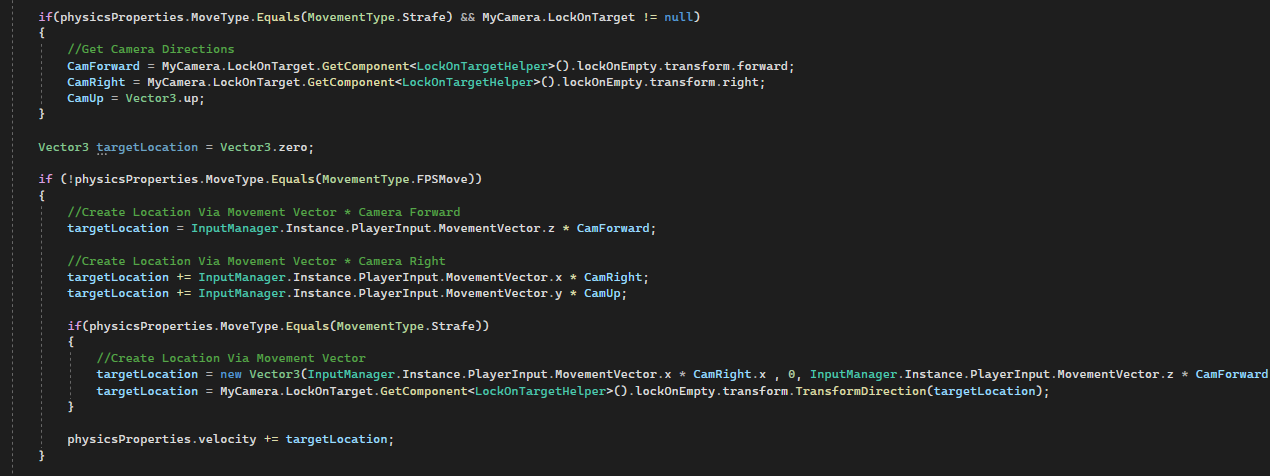 if(physicsProperties.MoveType.Equals(MovementType.Strafe) && MyCamera.LockOnTarget != null)
{
//Get Camera Directions
CamForward = MyCamera.LockOnTarget.GetComponent<LockOnTargetHelper>().lockOnEmpty.transform.forward;
CamRight = MyCamera.LockOnTarget.GetComponent<LockOnTargetHelper>().lockOnEmpty.transform.right;
CamUp = Vector3.up;
}
Vector3 targetLocation = Vector3.zero;
if (!physicsProperties.MoveType.Equals(MovementType.FPSMove))
{
//Create Location Via Movement Vector * Camera Forward
targetLocation = InputManager.Instance.PlayerInput.MovementVector.z * CamForward;
//Create Location Via Movement Vector * Camera Right
targetLocation += InputManager.Instance.PlayerInput.MovementVector.x * CamRight;
targetLocation += InputManager.Instance.PlayerInput.MovementVector.y * CamUp;
if(physicsProperties.MoveType.Equals(MovementType.Strafe))
{
//Create Location Via Movement Vector
targetLocation = new Vector3(InputManager.Instance.PlayerInput.MovementVector.x * CamRight.x , 0, InputManager.Instance.PlayerInput.MovementVector.z * CamForward
targetLocation = MyCamera.LockOnTarget.GetComponent<LockOnTargetHelper>().lockOnEmpty.transform.TransformDirection(targetLocation);
}
physicsProperties.velocity += targetLocation;
}